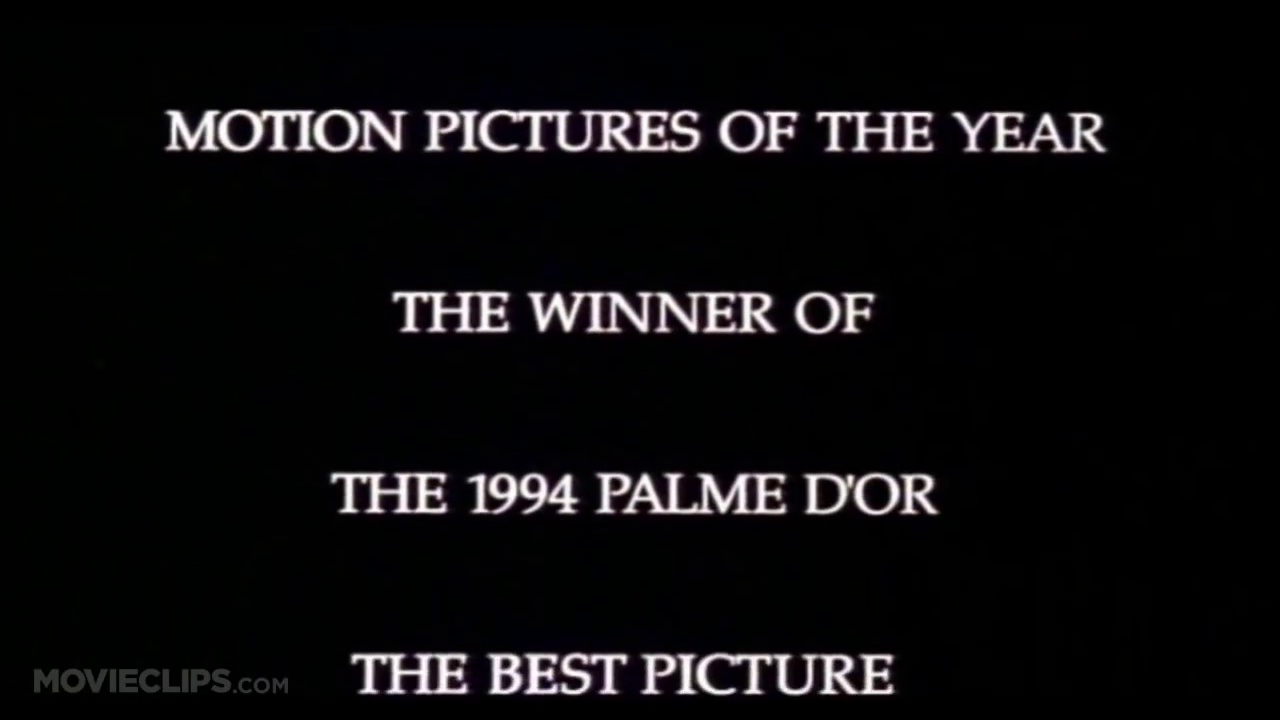 MOTION PICTURES OF THE YEAR
THE WINNER OF
THE 1994 PALME D'OR
THE BEST PICTURE
MOVIECLIPS.COM